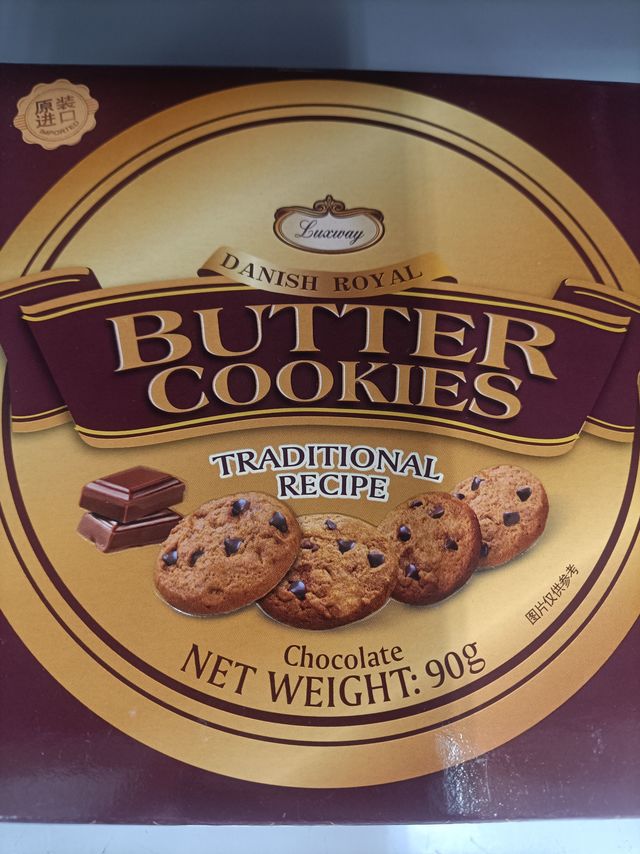 原装
进口
IMPORTED
Luxway
DANISH ROYAL
BUTTER
COOKIES
TRADITIONAL
RECIPE
图片仅供参考
Chocolate
NET WEIGHT: 90g